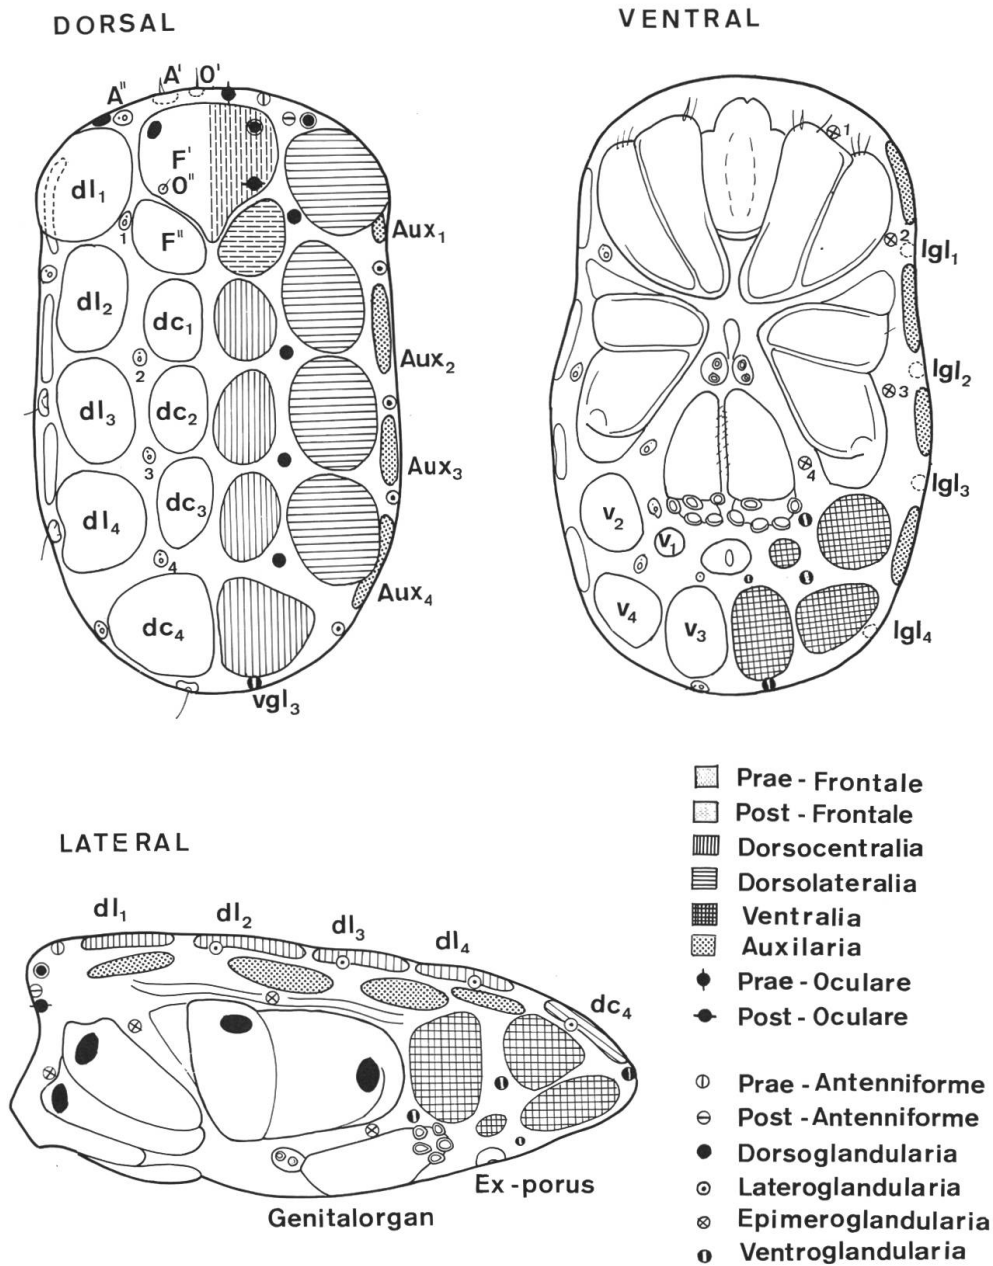 DORSAL
A" A' O'
F'
O"
dl1
1
F"
Aux1
dl2
dc1
2
Aux2
dl3
dc2
3
Aux3
dl4
dc3
4
Aux4
dc4
vgl3
VENTRAL
1
2
lgl1
lgl2
3
4
lgl3
v2
v1
v4
v3
lgl4
LATERAL
dl1 dl2 dl3 dl4
dc4
Ex-porus
Genitalorgan
Prae - Frontale
Post - Frontale
Dorsocentralia
Dorsolateralia
Ventralia
Auxilaria
Prae - Oculare
Post - Oculare
Prae - Antenniforme
Post - Antenniforme
Dorsoglandularia
Lateroglandularia
Epimeroglandularia
Ventroglandularia